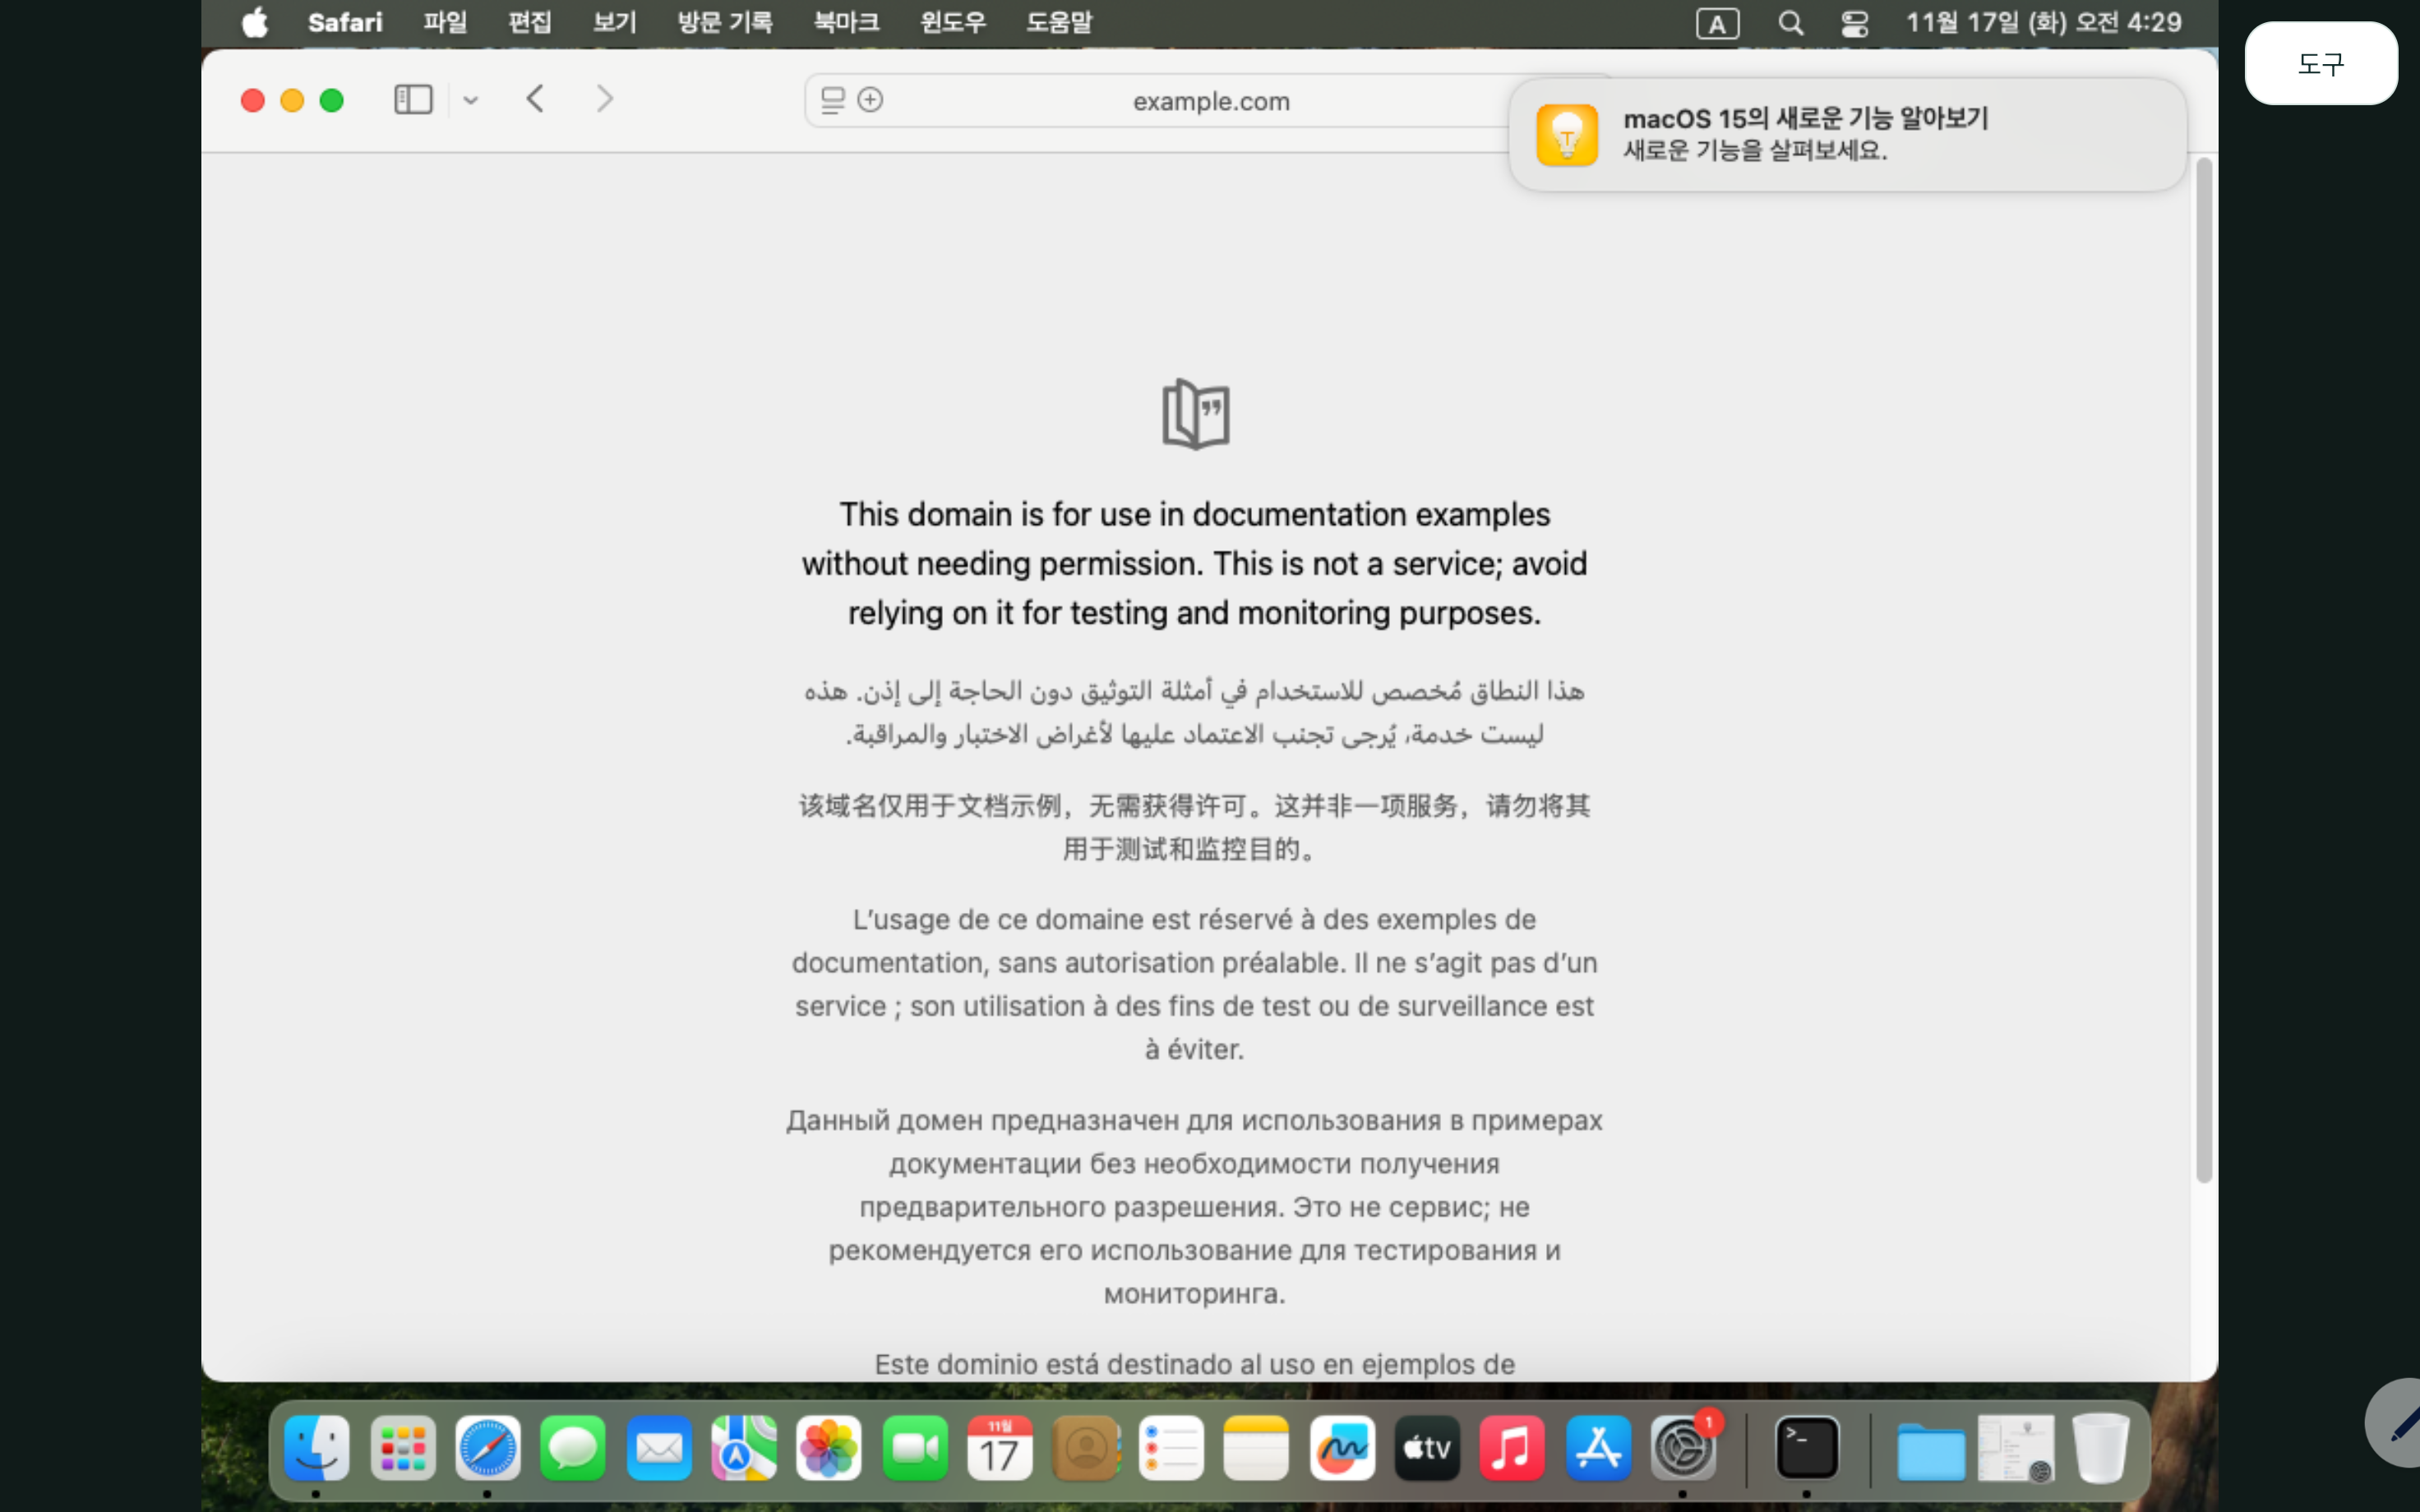 Safari 파일 편집 보기 방문 기록 북마크 윈도우 도움말 A 11월 17일 (화) 오전 4:29
도구
example.com
macOS 15의 새로운 기능 알아보기
새로운 기능을 살펴보세요.
This domain is for use in documentation examples
without needing permission. This is not a service; avoid
relying on it for testing and monitoring purposes.
هذا النطاق مُخصص للاستخدام في أمثلة التوثيق دون الحاجة إلى إذن. هذه
ليست خدمة، يُرجى تجنب الاعتماد عليها لأغراض الاختبار والمراقبة.
该域名仅用于文档示例，无需获得许可。这并非一项服务，请勿将其
用于测试和监控目的。
L’usage de ce domaine est réservé à des exemples de
documentation, sans autorisation préalable. Il ne s’agit pas d’un
service ; son utilisation à des fins de test ou de surveillance est
à éviter.
Данный домен предназначен для использования в примерах
документации без необходимости получения
предварительного разрешения. Это не сервис; не
рекомендуется его использование для тестирования и
мониторинга.
Este dominio está destinado al uso en ejemplos de
11월
17
tv
1
>_